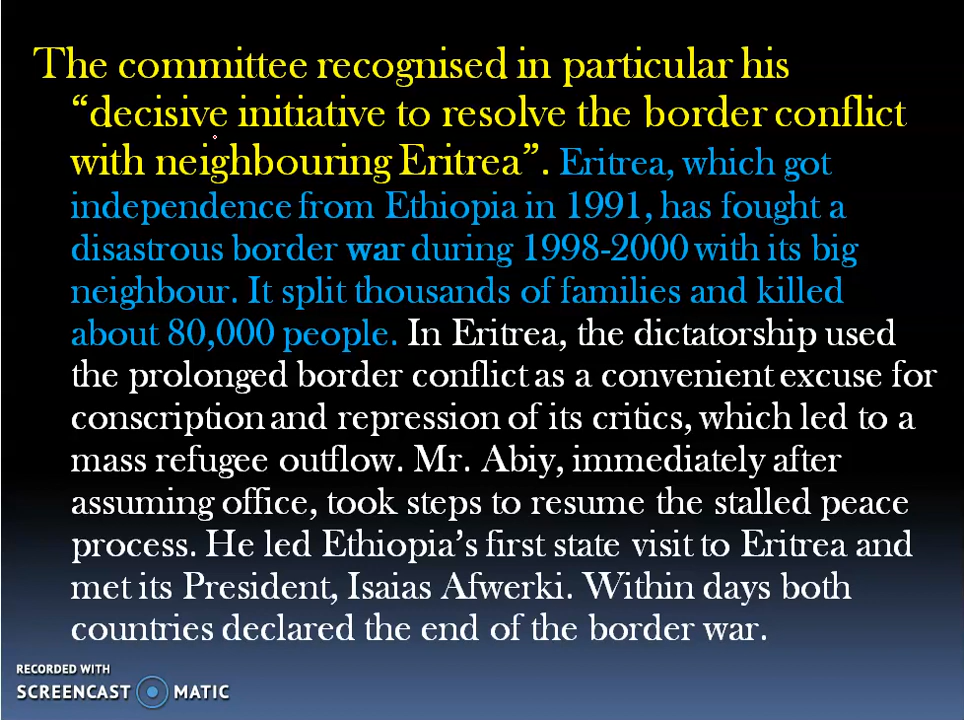 The committee recognised in particular his
“decisive initiative to resolve the border conflict
with neighbouring Eritrea”. Eritrea, which got
independence from Ethiopia in 1991, has fought a
disastrous border war during 1998-2000 with its big
neighbour. It split thousands of families and killed
about 80,000 people. In Eritrea, the dictatorship used
the prolonged border conflict as a convenient excuse for
conscription and repression of its critics, which led to a
mass refugee outflow. Mr. Abiy, immediately after
assuming office, took steps to resume the stalled peace
process. He led Ethiopia’s first state visit to Eritrea and
met its President, Isaias Afwerki. Within days both
countries declared the end of the border war.
RECORDED WITH
SCREENCAST MATIC